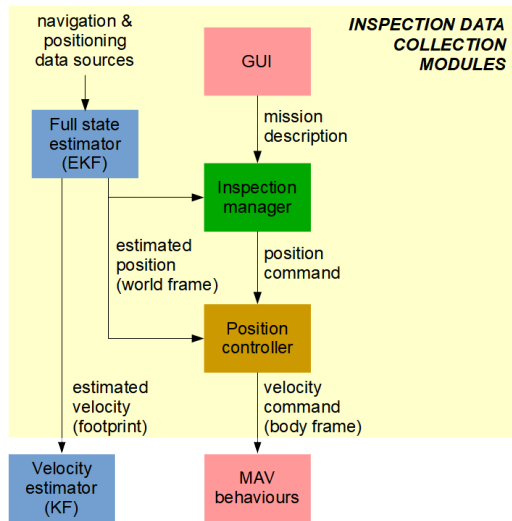 navigation &
positioning
data sources
INSPECTION DATA
COLLECTION
MODULES
GUI
mission
description
Full state
estimator
(EKF)
Inspection
manager
estimated
position
(world frame)
position
command
Position
controller
estimated
velocity
(footprint)
velocity
command
(body frame)
Velocity
estimator
(KF)
MAV
behaviours